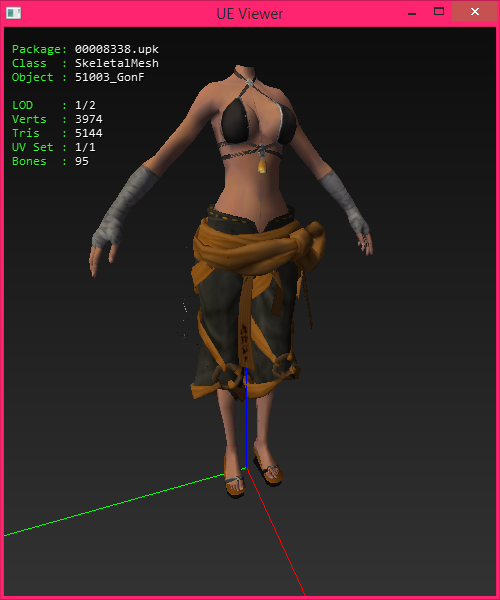 UE Viewer
Package: 00008338.upk
Class : SkeletalMesh
Object : 51003_GonF
LOD : 1/2
Verts : 3974
Tris : 5144
UV Set : 1/1
Bones : 95